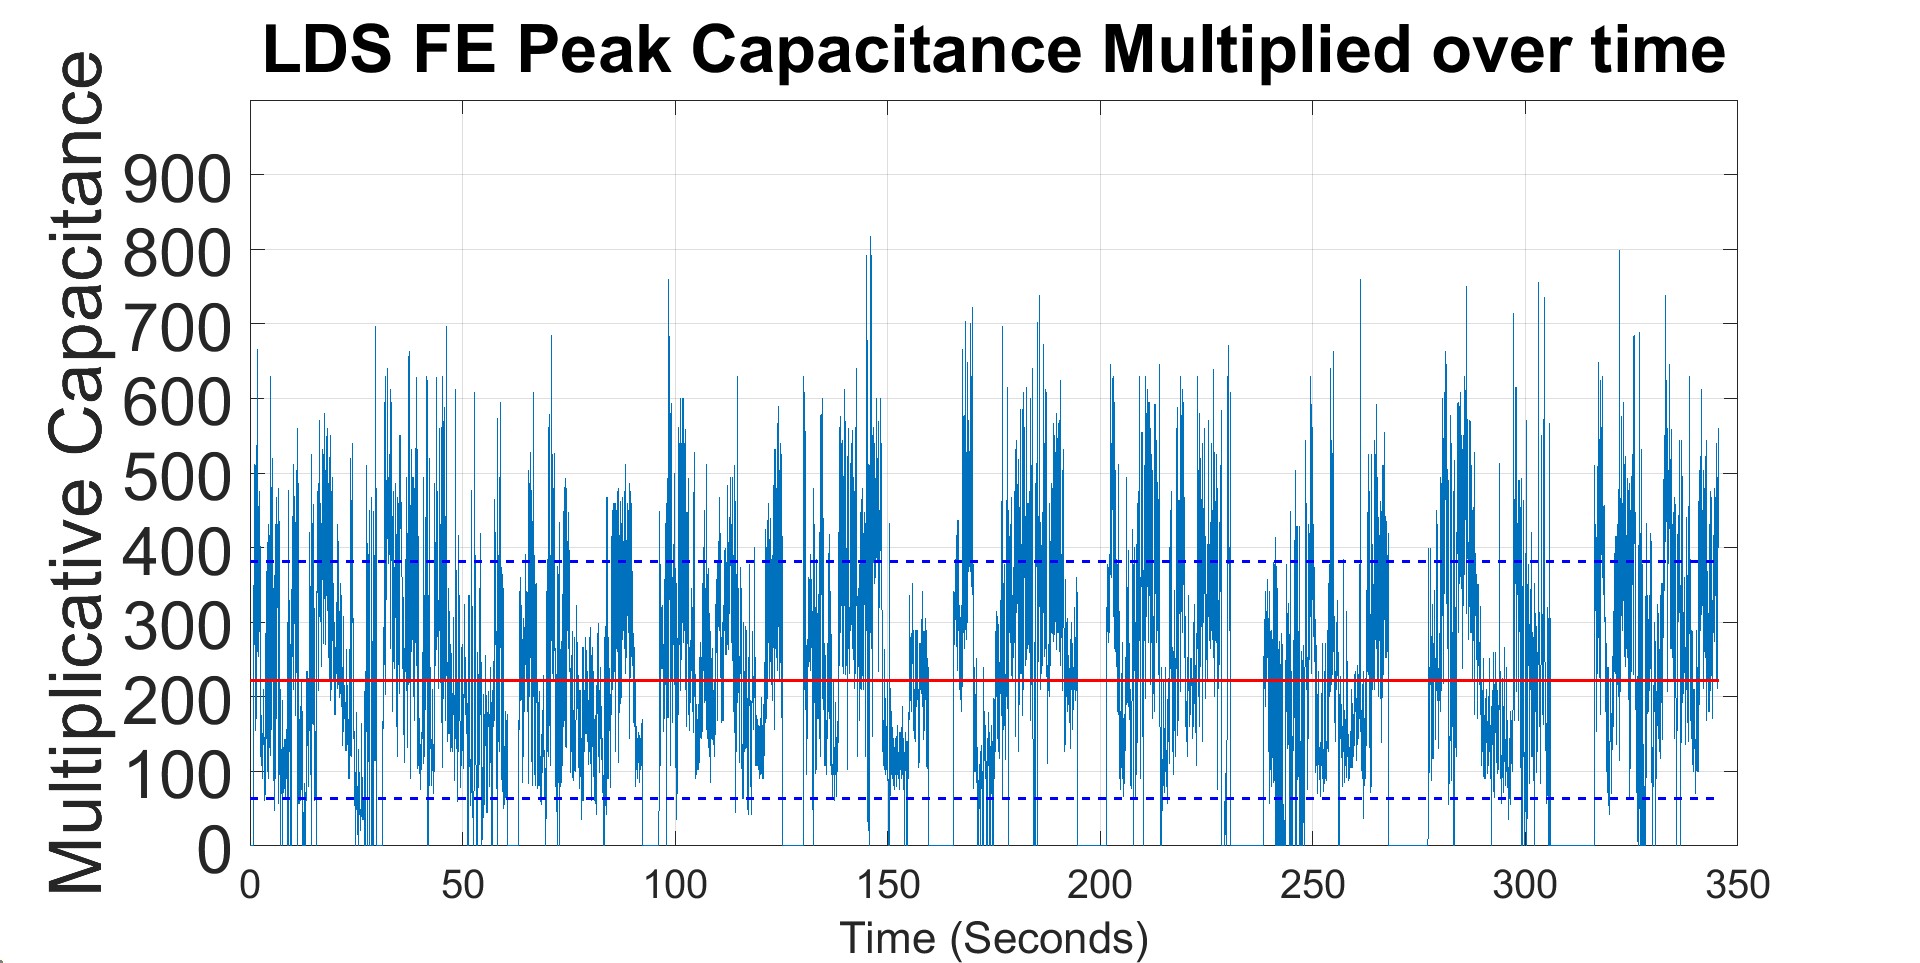 LDS FE Peak Capacitance Multiplied over time
Multiplicative Capacitance
900
800
700
600
500
400
300
200
100
0
0 50 100 150 200 250 300 350
Time (Seconds)